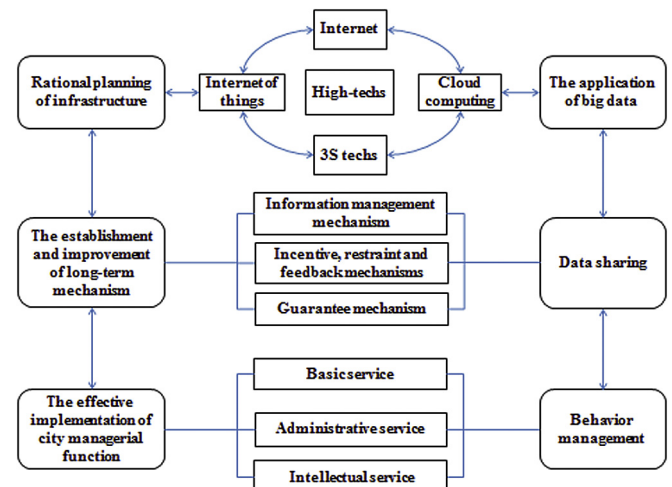 Internet
Rational planning
of infrastructure
Internet of
things
High-techs
Cloud
computing
The application
of big data
3S techs
Information management
mechanism
The establishment
and improvement
of long-term
mechanism
Incentive, restraint and
feedback mechanisms
Data sharing
Guarantee mechanism
Basic service
The effective
implementation of
city managerial
function
Administrative service
Behavior
management
Intellectual service